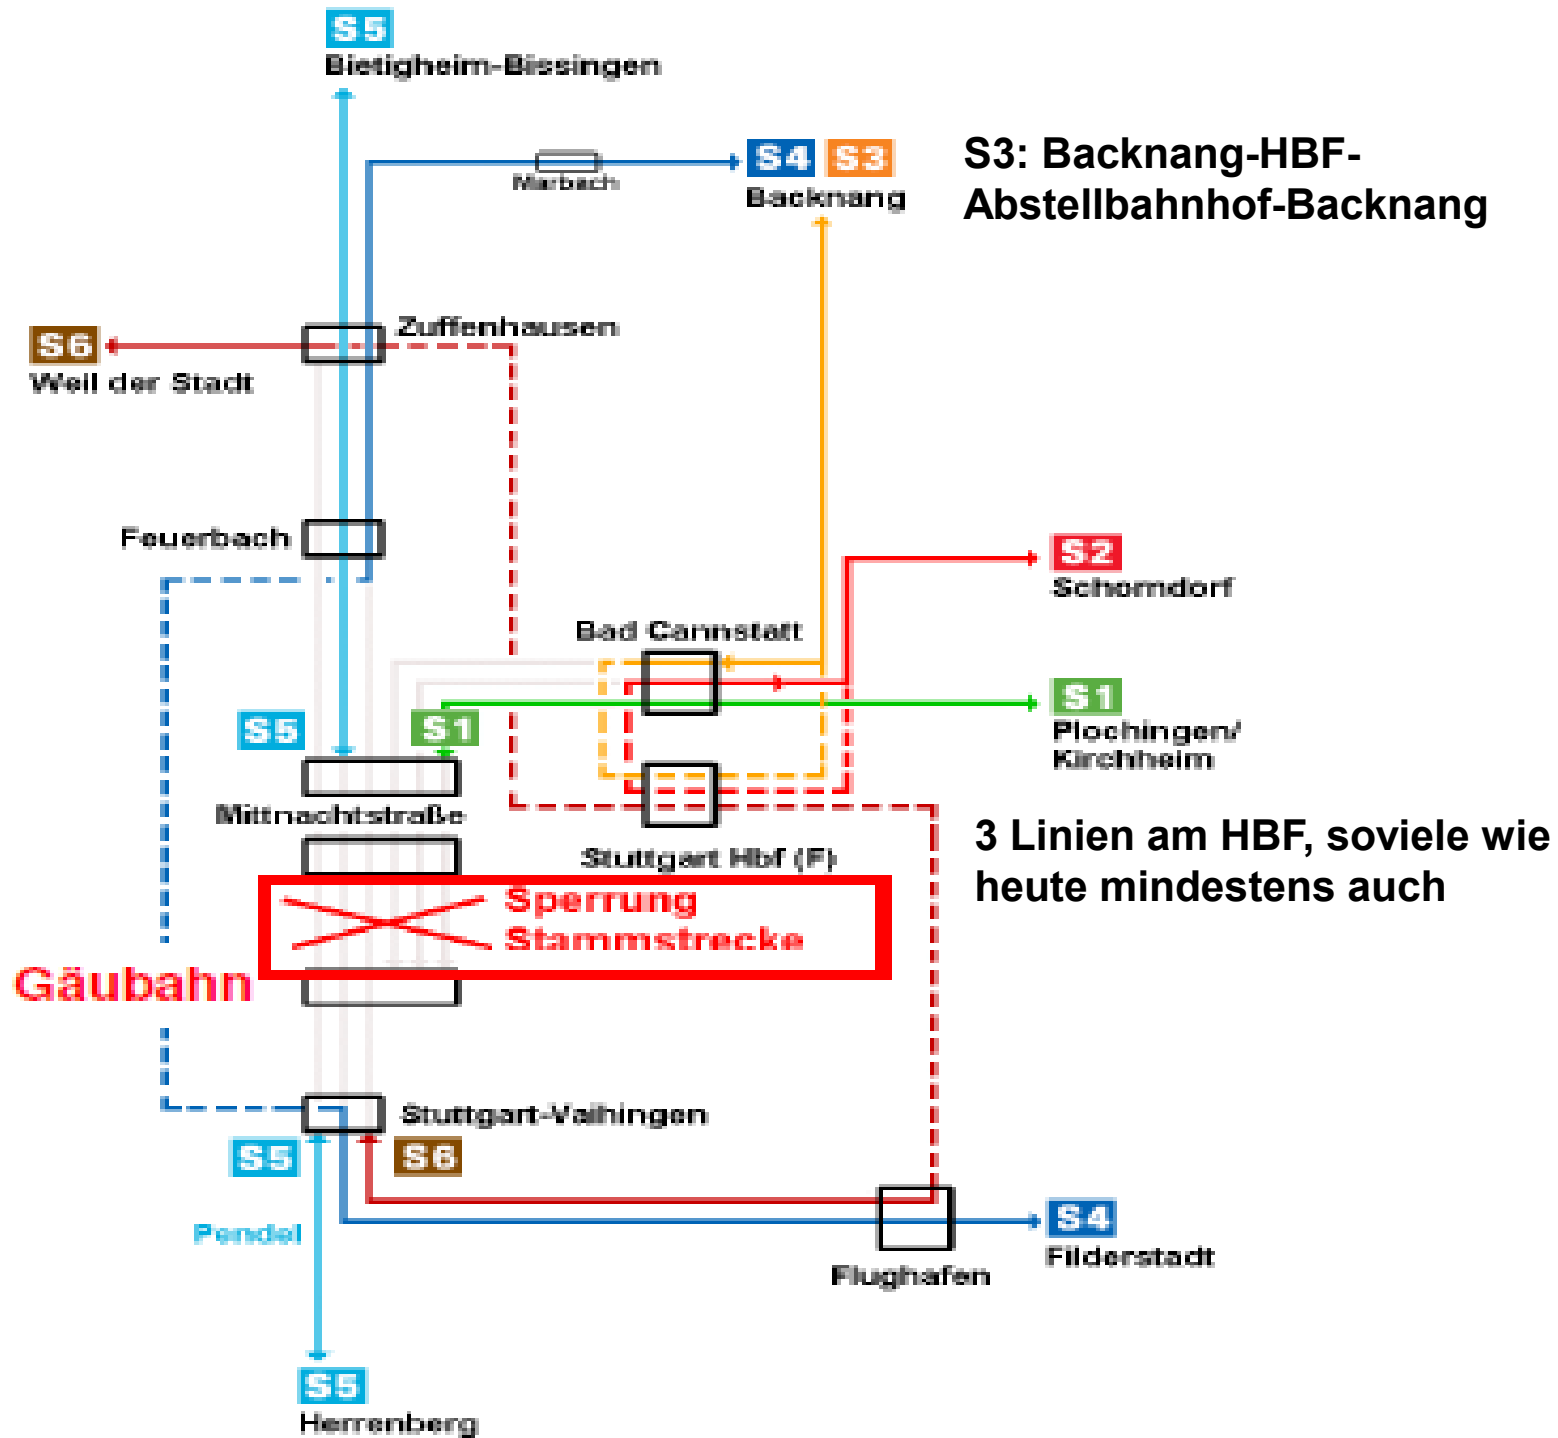 S5
Bietigheim-Bissingen
S4 S3
Marbach
Backnang
S3: Backnang-HBF-
Abstellbahnhof-Backnang
Zuffenhausen
S6
Weil der Stadt
Feuerbach
S2
Schorndorf
Bad Cannstatt
S5
S1
S1
Plochingen/
Kirchheim
Mittnachtstraße
Stuttgart Hbf (F)
3 Linien am HBF, soviele wie
heute mindestens auch
Sperrung
Stammstrecke
Gäubahn
Stuttgart-Vaihingen
S5
S6
Pendel
S4
Filderstadt
Flughafen
S5
Herrenberg